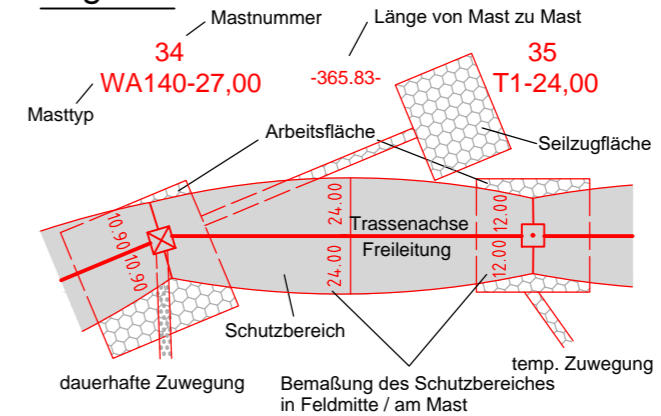 Mastnummer
Länge von Mast zu Mast
34
-365.83-
35
WA140-27,00
T1-24,00
Masttyp
Arbeitsfläche
Seilzugfläche
10.90
10.90
24.00
24.00
Trassenachse
Freileitung
12.00
12.00
Schutzbereich
dauerhafte Zuwegung
temp. Zuwegung
Bemaßung des Schutzbereiches
in Feldmitte / am Mast